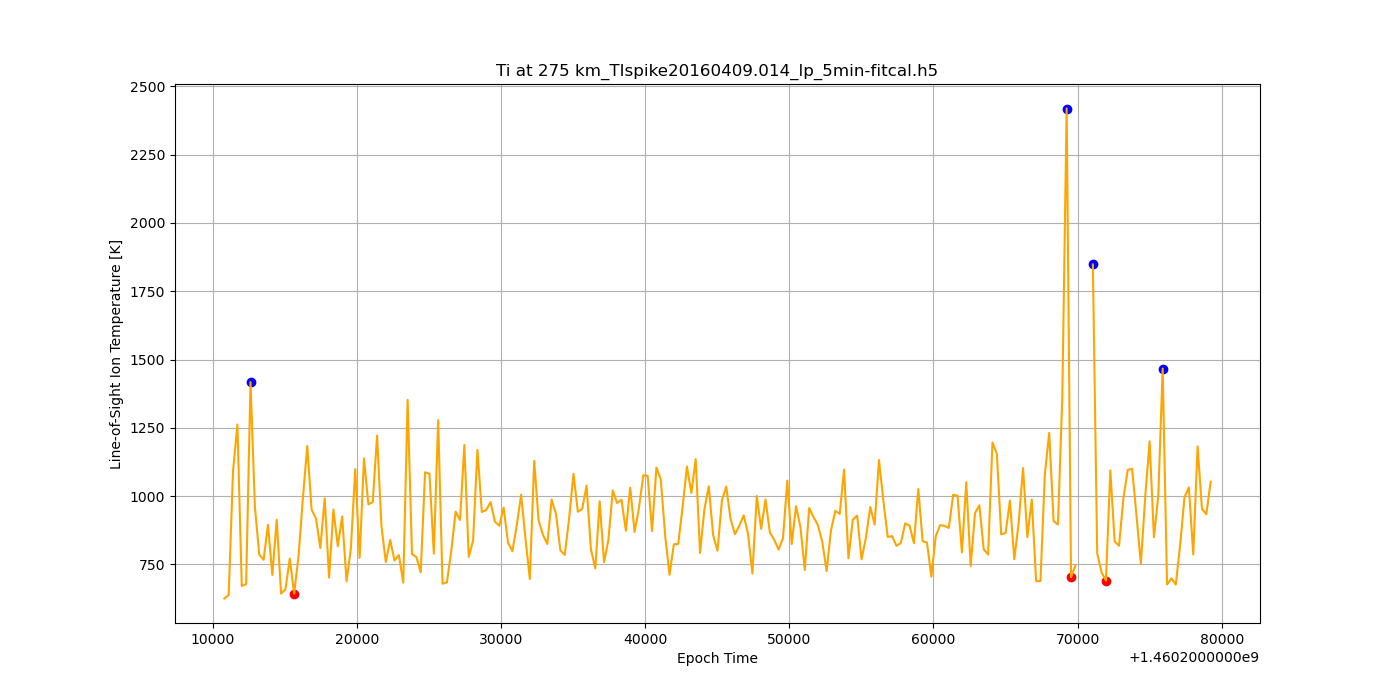 Ti at 275 km_TIspike20160409.014_lp_5min-fitcal.h5
Line-of-Sight Ion Temperature [K]
2500
2250
2000
1750
1500
1250
1000
750
10000 20000 30000 40000 50000 60000 70000 80000
Epoch Time
+1.4602000000e9